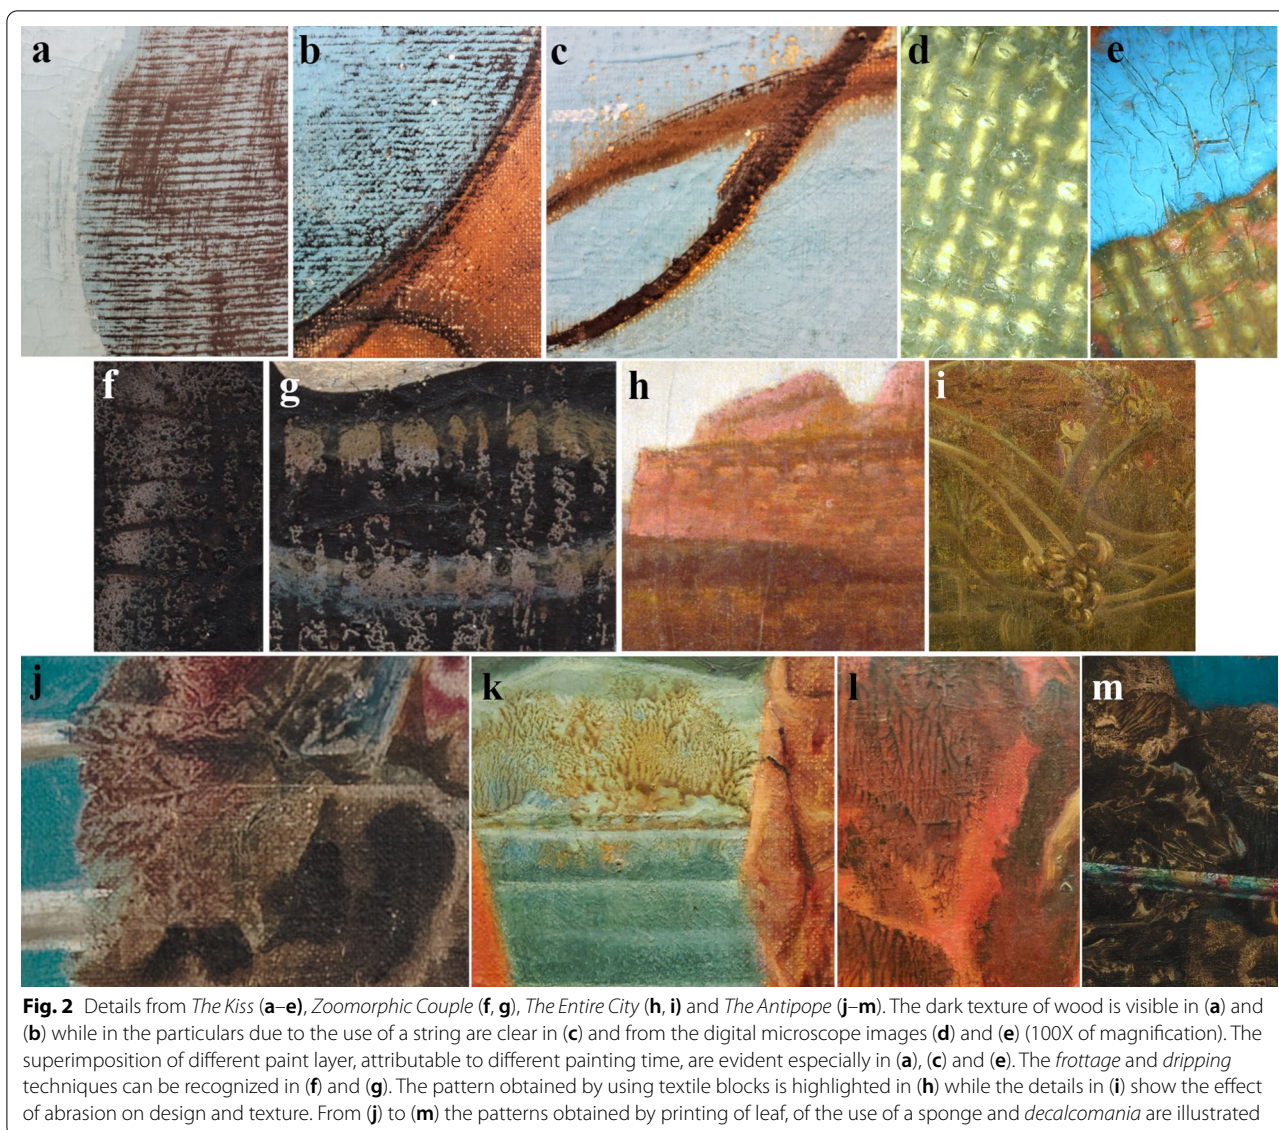 a b c d e
f g h i
j k l m
Fig. 2 Details from The Kiss (a–e), Zoomorphic Couple (f, g), The Entire City (h, i) and The Antipope (j–m). The dark texture of wood is visible in (a) and
(b) while in the particulars due to the use of a string are clear in (c) and from the digital microscope images (d) and (e) (100X of magnification). The
superimposition of different paint layer, attributable to different painting time, are evident especially in (a), (c) and (e). The frottage and dripping
techniques can be recognized in (f) and (g). The pattern obtained by using textile blocks is highlighted in (h) while the details in (i) show the effect
of abrasion on design and texture. From (j) to (m) the patterns obtained by printing of leaf, of the use of a sponge and decalcomania are illustrated